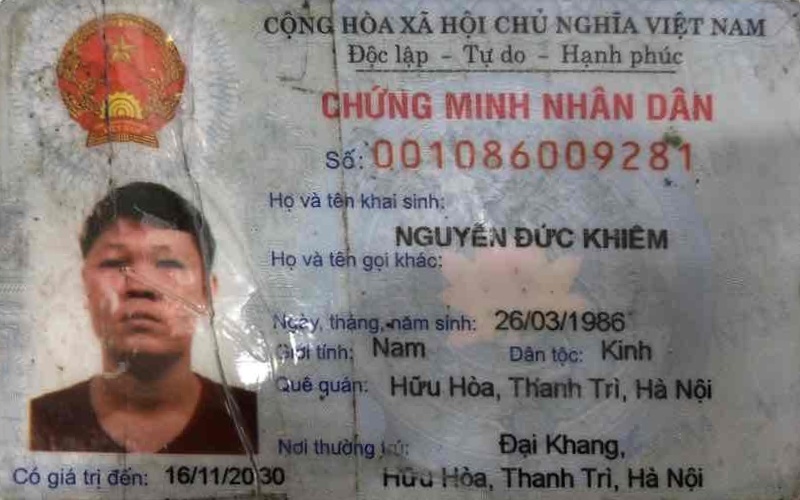 CỘNG HÒA XÃ HỘI CHỦ NGHĨA VIỆT NAM
Độc lập - Tự do - Hạnh phúc
CHỨNG MINH NHÂN DÂN
Số: 001086009281
Họ và tên khai sinh:
NGUYỄN ĐỨC KHIÊM
Họ và tên gọi khác:
Ngày, tháng, năm sinh: 26/03/1986
Giới tính: Nam Dân tộc: Kinh
Quê quán: Hữu Hòa, Thanh Trì, Hà Nội
Nơi thường trú: Đại Khang,
Hữu Hòa, Thanh Trì, Hà Nội
Có giá trị đến: 16/11/2030